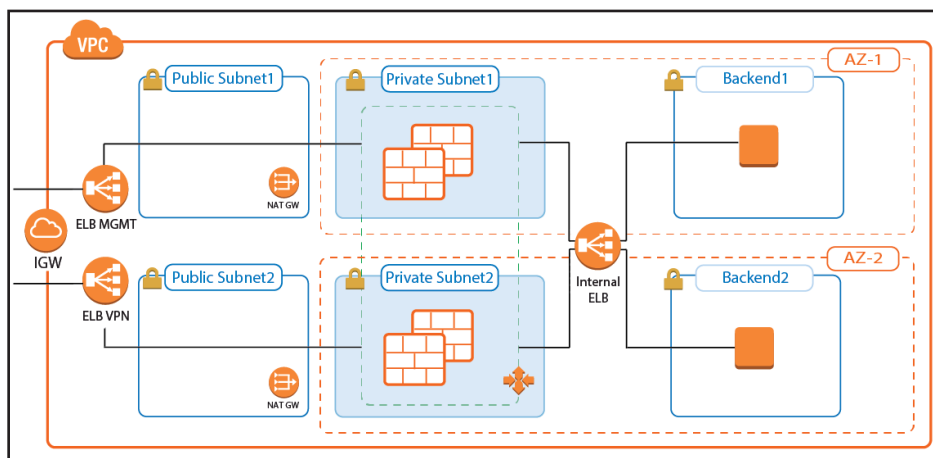 VPC
AZ-1
Public Subnet1
Private Subnet1
Backend1
NAT GW
ELB MGMT
IGW
AZ-2
Public Subnet2
Private Subnet2
Internal
ELB
Backend2
ELB VPN
NAT GW